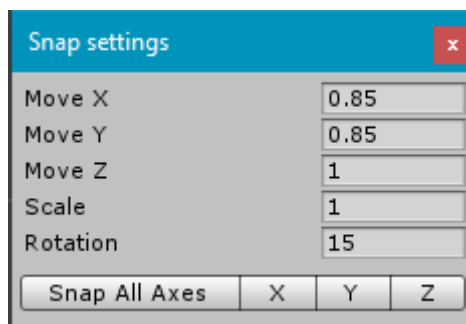 Snap settings x
Move X 0.85
Move Y 0.85
Move Z 1
Scale 1
Rotation 15
Snap All Axes X Y Z